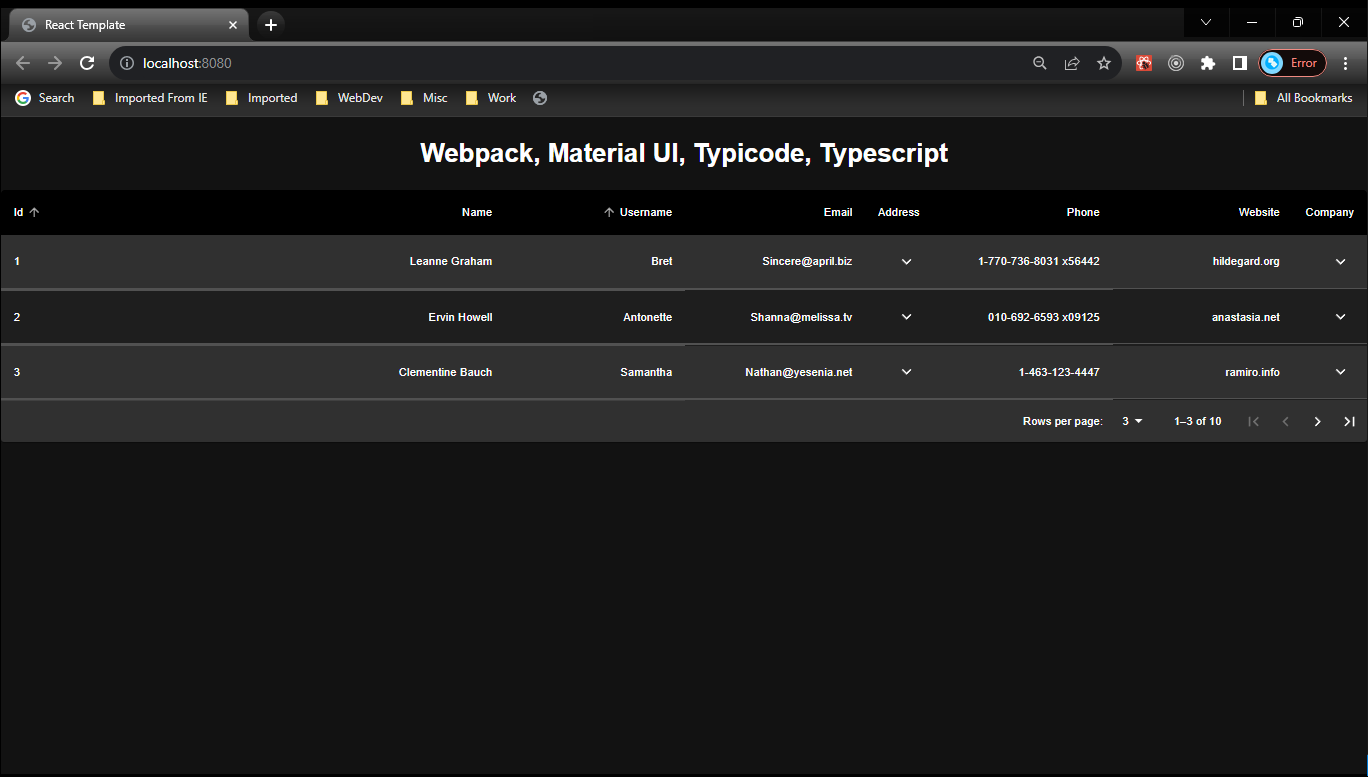 React Template
localhost:8080
Error
Search Imported From IE Imported WebDev Misc Work All Bookmarks
Webpack, Material UI, Typicode, Typescript
Id Name Username Email Address Phone Website Company
1 Leanne Graham Bret Sincere@april.biz 1-770-736-8031 x56442 hildegard.org
2 Ervin Howell Antonette Shanna@melissa.tv 010-692-6593 x09125 anastasia.net
3 Clementine Bauch Samantha Nathan@yesenia.net 1-463-123-4447 ramiro.info
Rows per page: 3 1–3 of 10